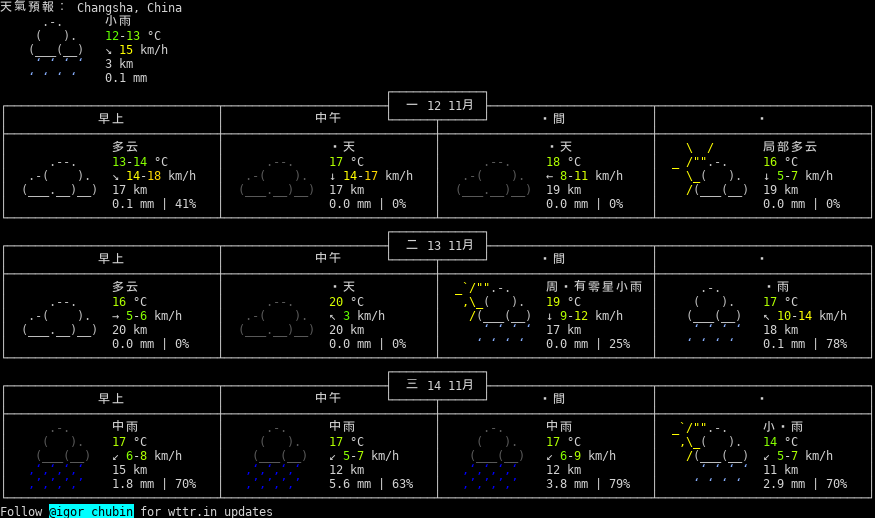 天氣預報： Changsha, China
小雨
12-13 °C
↘ 15 km/h
3 km
0.1 mm
一 12 11月
早上 中午 ・間 ・
多云 ・天 ・天 局部多云
13-14 °C 17 °C 18 °C 16 °C
↘ 14-18 km/h ↓ 14-17 km/h ← 8-11 km/h ↓ 5-7 km/h
17 km 17 km 19 km 19 km
0.1 mm | 41% 0.0 mm | 0% 0.0 mm | 0% 0.0 mm | 0%
二 13 11月
早上 中午 ・間 ・
多云 ・天 周・有零星小雨 ・雨
16 °C 20 °C 19 °C 17 °C
→ 5-6 km/h ↖ 3 km/h ↓ 9-12 km/h ↖ 10-14 km/h
20 km 20 km 17 km 18 km
0.0 mm | 0% 0.0 mm | 0% 0.0 mm | 25% 0.1 mm | 78%
三 14 11月
早上 中午 ・間 ・
中雨 中雨 中雨 小・雨
17 °C 17 °C 17 °C 14 °C
↙ 6-8 km/h ↙ 5-7 km/h ↙ 6-9 km/h ↙ 5-7 km/h
15 km 12 km 12 km 11 km
1.8 mm | 70% 5.6 mm | 63% 3.8 mm | 79% 2.9 mm | 70%
Follow @igor_chubin for wttr.in updates